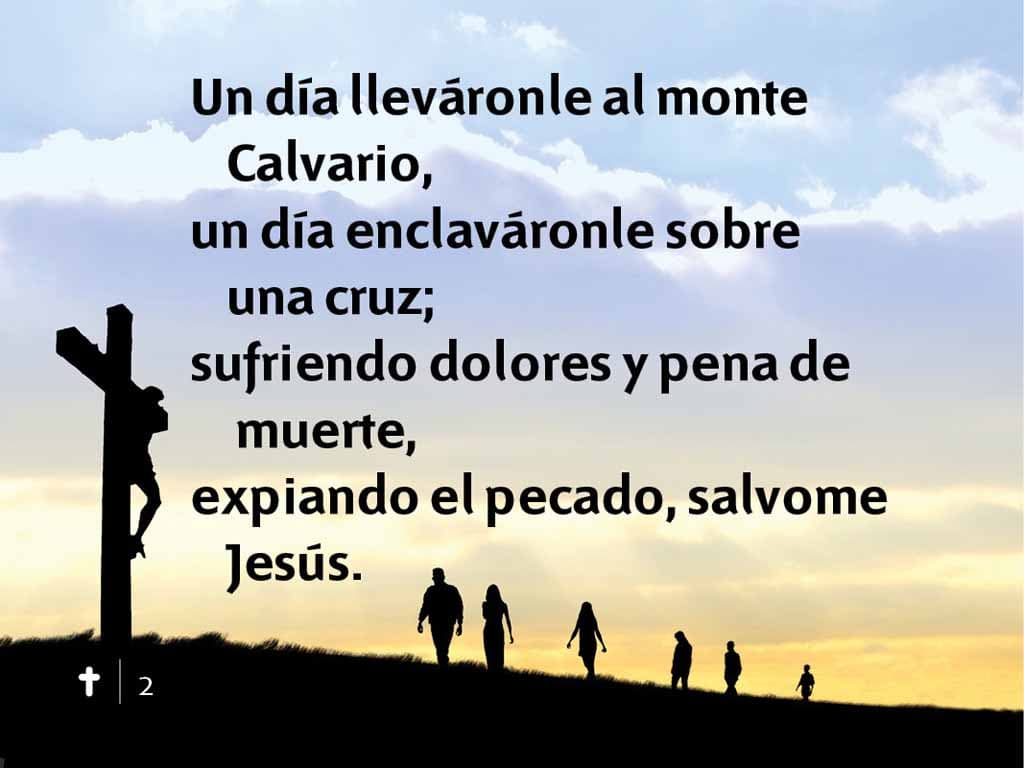 Un día lleváronle al monte
Calvario,
un día enclaváronle sobre
una cruz;
sufriendo dolores y pena de
muerte,
expiando el pecado, salvome
Jesús.
2